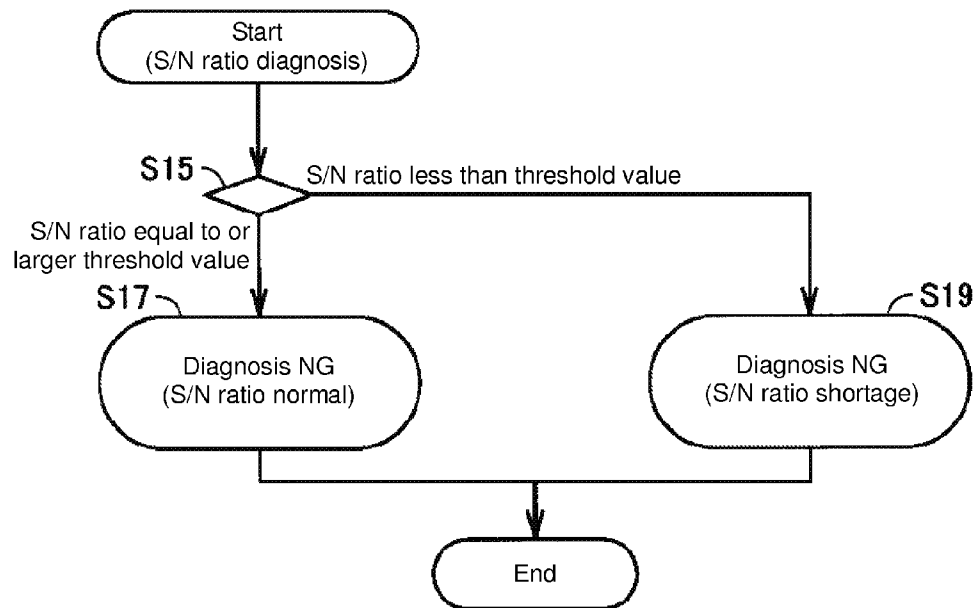 Start
(S/N ratio diagnosis)
S15
S/N ratio less than threshold value
S/N ratio equal to or
larger threshold value
S17
S19
Diagnosis NG
(S/N ratio normal)
Diagnosis NG
(S/N ratio shortage)
End